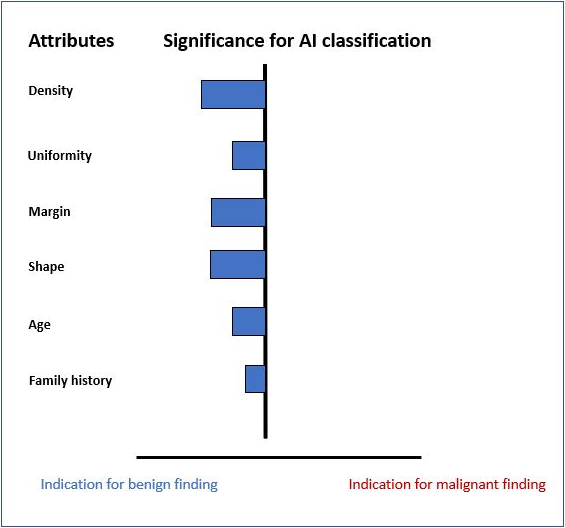 Attributes
Significance for AI classification
Density
Uniformity
Margin
Shape
Age
Family history
Indication for benign finding
Indication for malignant finding